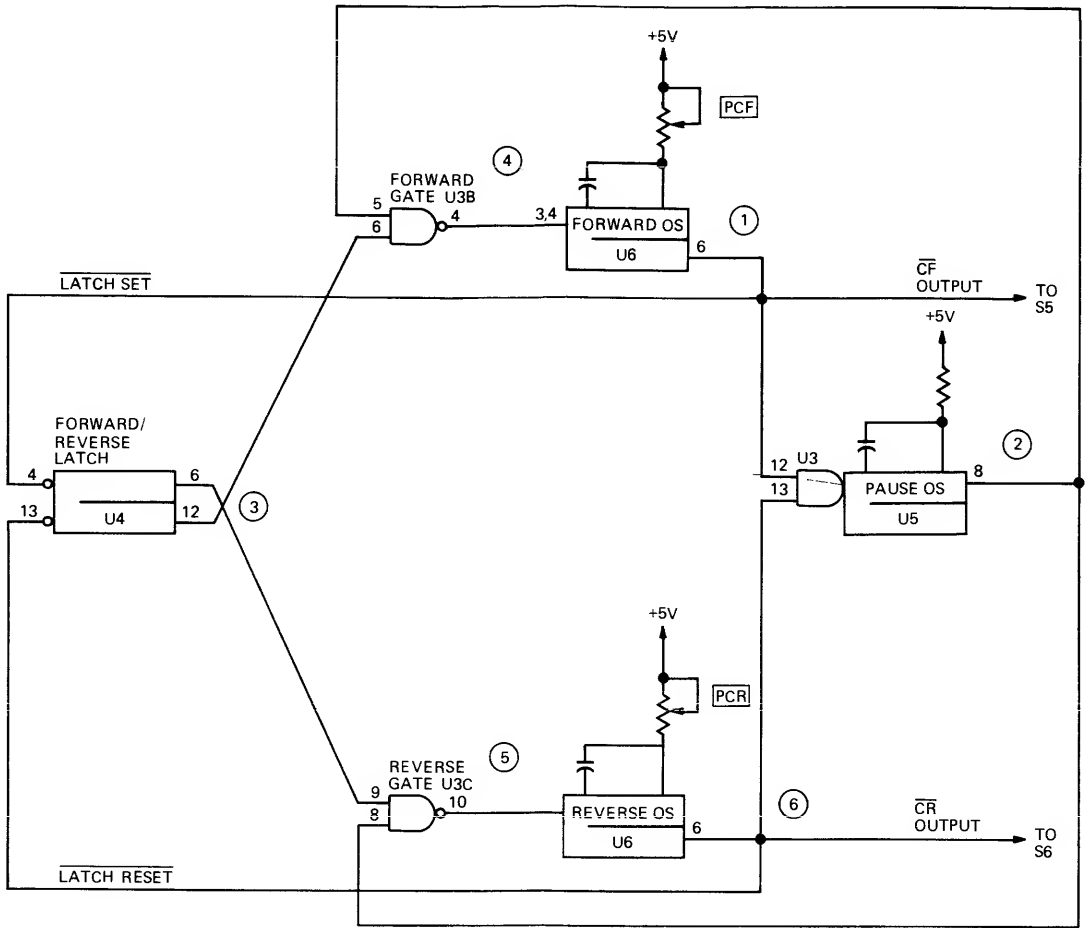 +5V
PCF
4
FORWARD
GATE U3B
5
6
4
3,4
FORWARD OS
U6
6
1
LATCH SET
CF
OUTPUT
TO
S5
+5V
FORWARD/
REVERSE
LATCH
4
13
U4
6
12
3
U3
12
13
PAUSE OS
U5
8
2
+5V
PCR
5
REVERSE
GATE U3C
9
8
10
REVERSE OS
U6
6
6
CR
OUTPUT
TO
S6
LATCH RESET